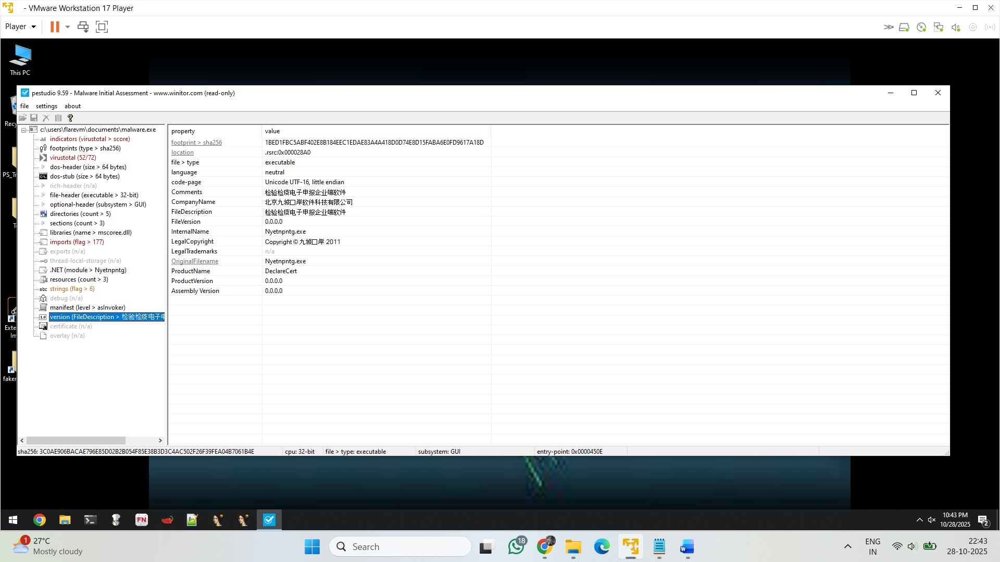 - VMware Workstation 17 Player
Player
This PC
pestudio 9.59 - Malware Initial Assessment - www.winitor.com (read-only)
file settings about
c:\users\flarevm\documents\malware.exe
indicators (virustotal > score)
footprints (type > sha256)
virustotal (52/72)
dos-header (size > 64 bytes)
dos-stub (size > 64 bytes)
rich-header (n/a)
file-header (executable > 32-bit)
optional-header (subsystem > GUI)
directories (count > 5)
sections (count > 3)
libraries (name > mscoree.dll)
imports (flag > 177)
exports (n/a)
thread-local-storage (n/a)
.NET (module > Nyetnpntg)
resources (count > 3)
abc strings (flag > 6)
debug (n/a)
manifest (level > asInvoker)
1.0 version (FileDescription > 检验检疫电子申
certificate (n/a)
overlay (n/a)
property value
footprint > sha256 1BED1FBC5ABF402E8B184EEC1EDAE83A4A418D0D74E8D15FABA6E0FD9617A18D
location .rsrc:0x000028A0
file > type executable
language neutral
code-page Unicode UTF-16, little endian
Comments 检验检疫电子申报企业端软件
CompanyName 北京九城口岸软件科技有限公司
FileDescription 检验检疫电子申报企业端软件
FileVersion 0.0.0.0
InternalName Nyetnpntg.exe
LegalCopyright Copyright © 九城口岸 2011
LegalTrademarks n/a
OriginalFilename Nyetnpntg.exe
ProductName DeclareCert
ProductVersion 0.0.0.0
Assembly Version 0.0.0.0
Recy
PS_Tr
T
Exte
Im
faker
sha256: 3C0AE906BACAE796E85D02B2B054F85E38B3D3C4AC502F26F39FEA04B7061B4E cpu: 32-bit file > type: executable subsystem: GUI entry-point: 0x0000450E
FN
10:43 PM
10/28/2025
2
1
27°C
Mostly cloudy
Search
18
W
ENG
IN
22:43
28-10-2025